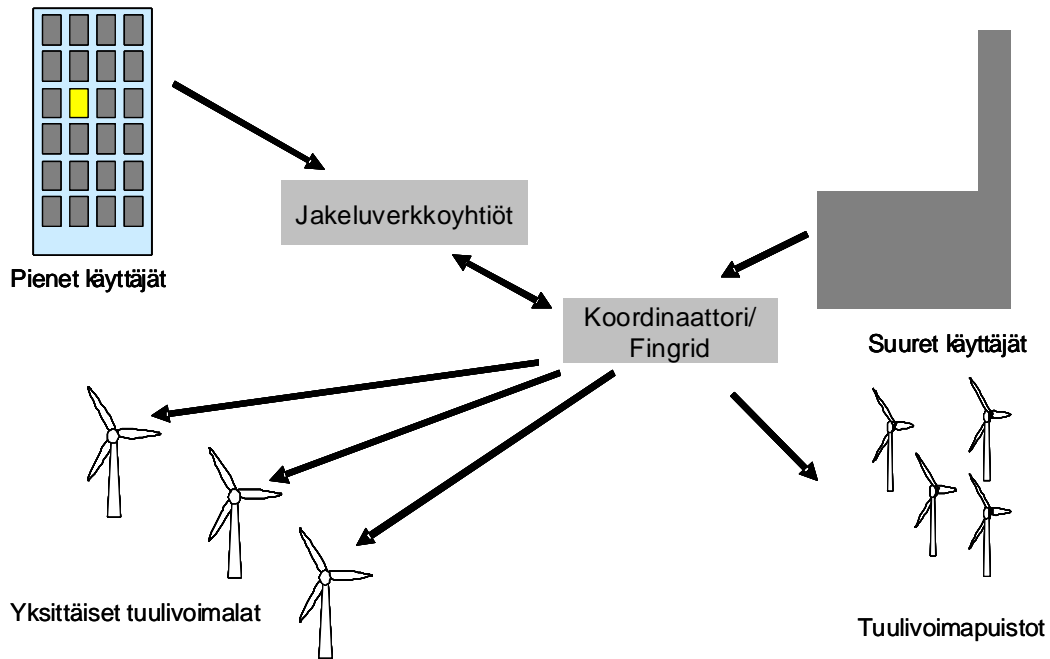 Jakeluverkkoyhtiöt
Pienet käyttäjät
Koordinaattori/
Fingrid
Suuret käyttäjät
Yksittäiset tuulivoimalat
Tuulivoimapuistot